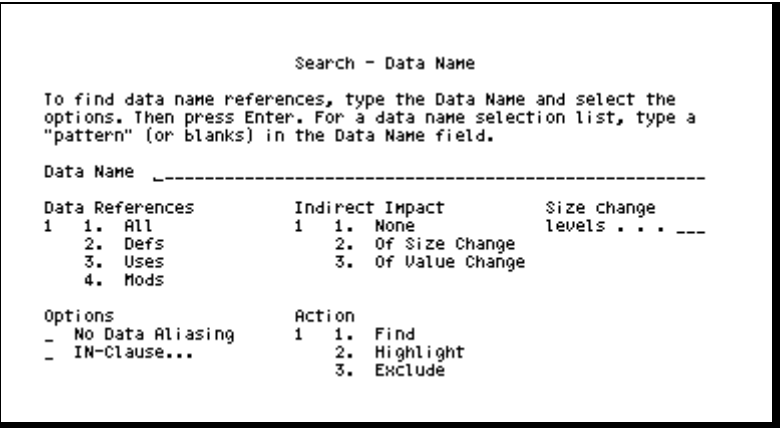 Search - Data Name
To find data name references, type the Data Name and select the
options. Then press Enter. For a data name selection list, type a
"pattern" (or blanks) in the Data Name field.
Data Name _______________________________________________________
Data References Indirect Impact Size change
1 1. All 1 1. None levels . . . ___
2. Defs 2. Of Size Change
3. Uses 3. Of Value Change
4. Mods
Options Action
_ No Data Aliasing 1 1. Find
_ IN-Clause... 2. Highlight
3. Exclude